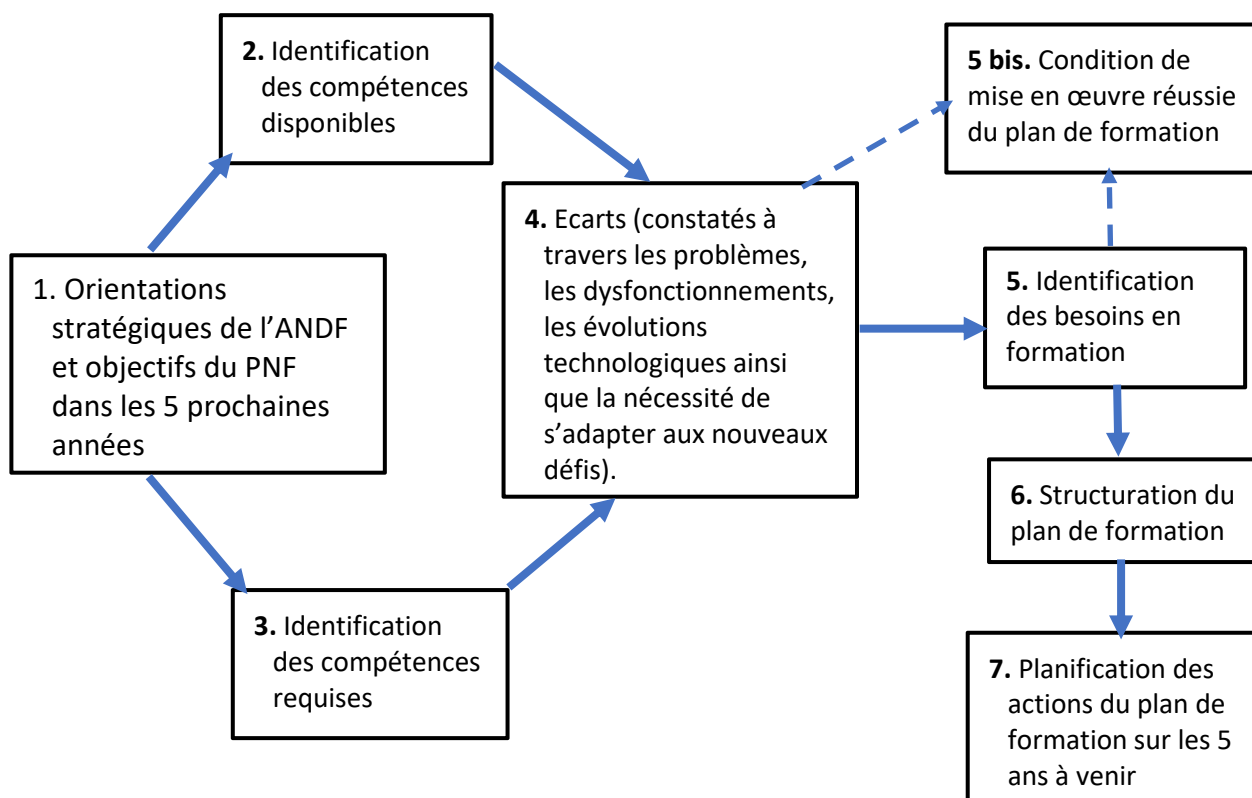 2. Identification
des compétences
disponibles
5 bis. Condition de
mise en œuvre réussie
du plan de formation
1. Orientations
stratégiques de l’ANDF
et objectifs du PNF
dans les 5 prochaines
années
4. Ecarts (constatés à
travers les problèmes,
les dysfonctionnements,
les évolutions
technologiques ainsi
que la nécessité de
s’adapter aux nouveaux
défis).
5. Identification
des besoins en
formation
3. Identification
des compétences
requises
6. Structuration du
plan de formation
7. Planification des
actions du plan de
formation sur les 5
ans à venir